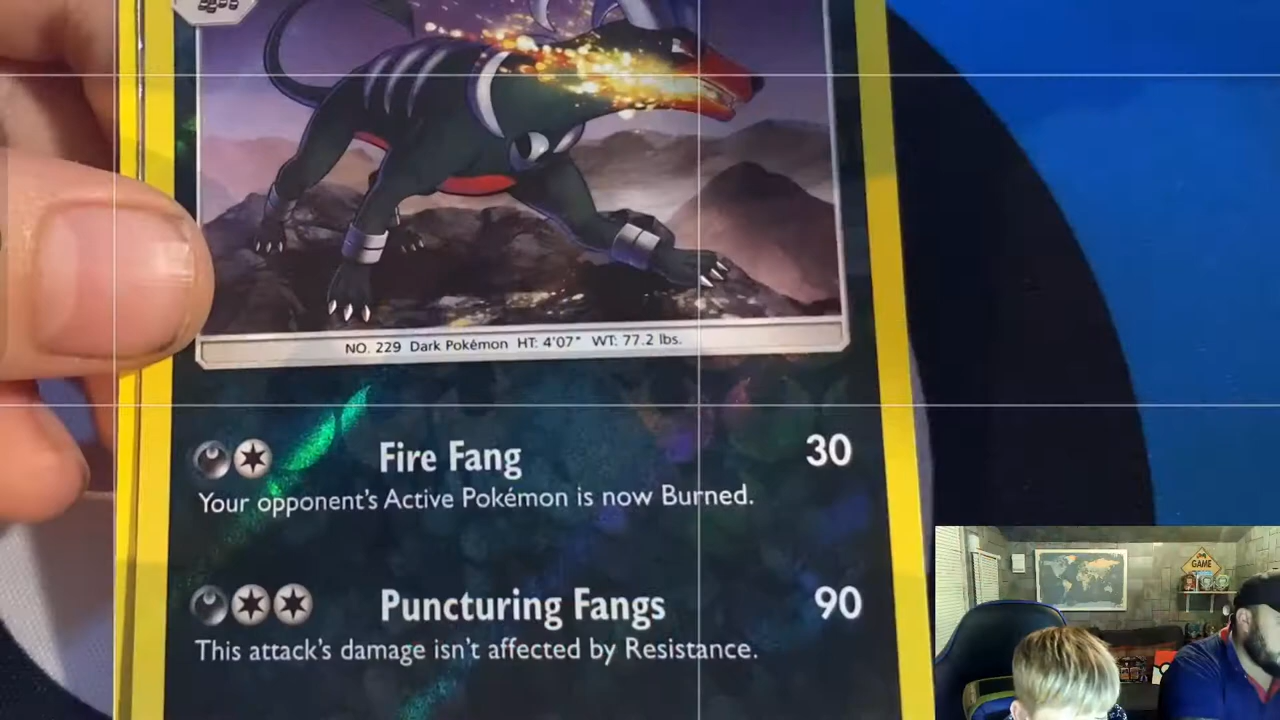 NO. 229 Dark Pokémon HT: 4'07" WT: 77.2 lbs.
Fire Fang 30
Your opponent's Active Pokémon is now Burned.
Puncturing Fangs 90
This attack's damage isn't affected by Resistance.
GAME